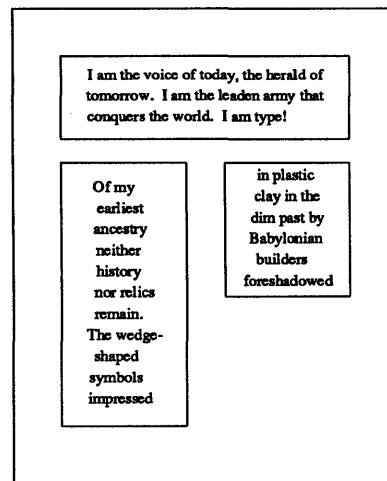 I am the voice of today, the herald of
tomorrow. I am the leaden army that
conquers the world. I am type!
Of my
earliest
ancestry
neither
history
nor relics
remain.
The wedge-
shaped
symbols
impressed
in plastic
clay in the
dim past by
Babylonian
builders
foreshadowed